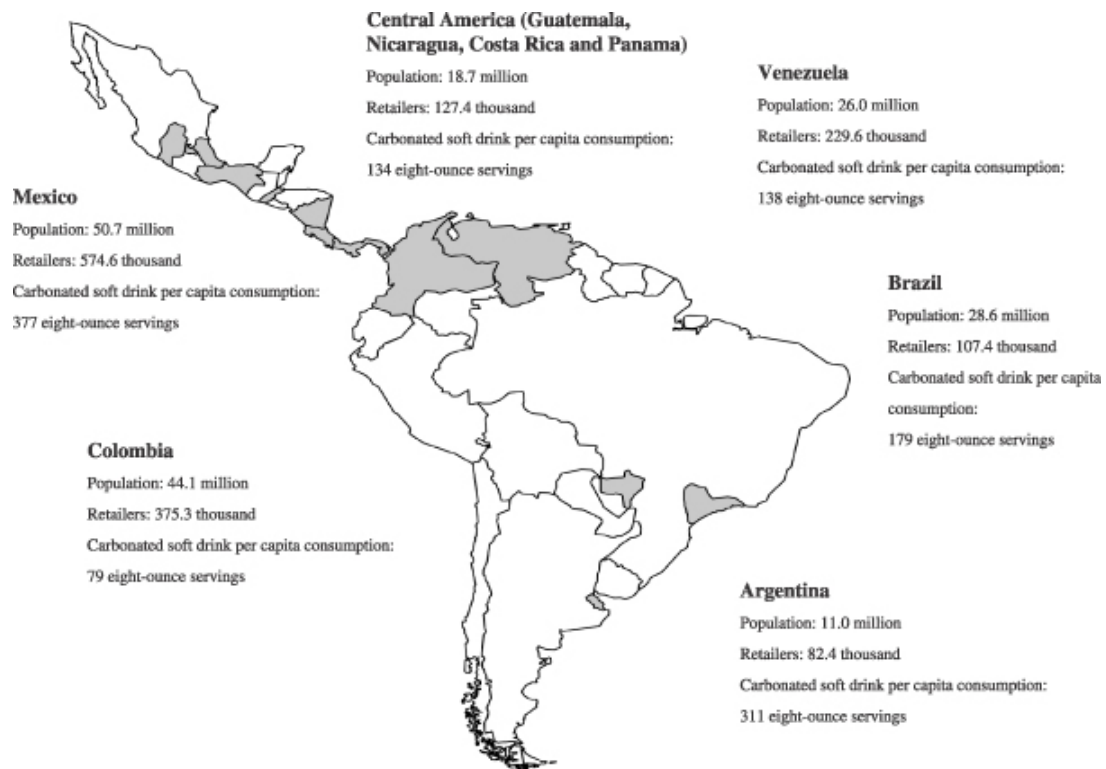 Central America (Guatemala,
Nicaragua, Costa Rica and Panama)
Population: 18.7 million
Retailers: 127.4 thousand
Carbonated soft drink per capita consumption:
134 eight-ounce servings
Venezuela
Population: 26.0 million
Retailers: 229.6 thousand
Carbonated soft drink per capita consumption:
138 eight-ounce servings
Mexico
Population: 50.7 million
Retailers: 574.6 thousand
Carbonated soft drink per capita consumption:
377 eight-ounce servings
Brazil
Population: 28.6 million
Retailers: 107.4 thousand
Carbonated soft drink per capita
consumption:
179 eight-ounce servings
Colombia
Population: 44.1 million
Retailers: 375.3 thousand
Carbonated soft drink per capita consumption:
79 eight-ounce servings
Argentina
Population: 11.0 million
Retailers: 82.4 thousand
Carbonated soft drink per capita consumption:
311 eight-ounce servings